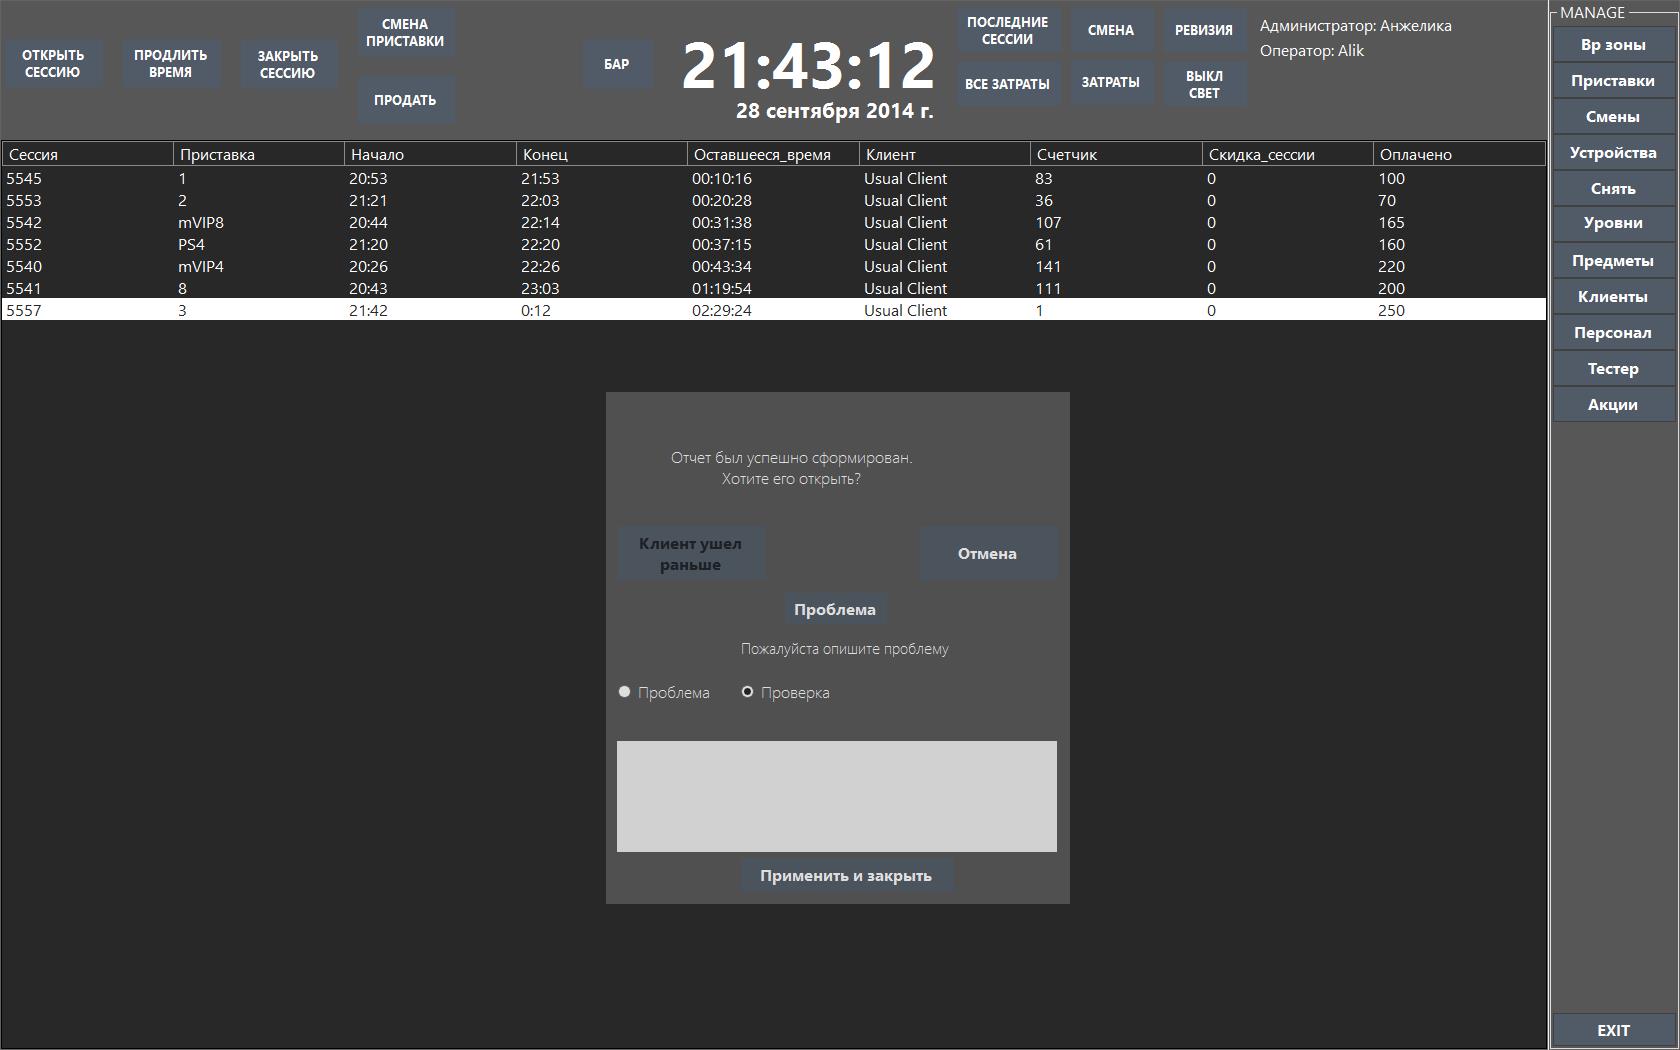 ОТКРЫТЬ
СЕССИЮ
ПРОДЛИТЬ
ВРЕМЯ
ЗАКРЫТЬ
СЕССИЮ
СМЕНА
ПРИСТАВКИ
ПРОДАТЬ
БАР
21:43:12
28 сентября 2014 г.
ПОСЛЕДНИЕ
СЕССИИ
СМЕНА
РЕВИЗИЯ
ВСЕ ЗАТРАТЫ
ЗАТРАТЫ
ВЫКЛ
СВЕТ
Администратор: Анжелика
Оператор: Alik
Сессия Приставка Начало Конец Оставшееся_время Клиент Счетчик Скидка_сессии Оплачено
5545 1 20:53 21:53 00:10:16 Usual Client 83 0 100
5553 2 21:21 22:03 00:20:28 Usual Client 36 0 70
5542 mVIP8 20:44 22:14 00:31:38 Usual Client 107 0 165
5552 PS4 21:20 22:20 00:37:15 Usual Client 61 0 160
5540 mVIP4 20:26 22:26 00:43:34 Usual Client 141 0 220
5541 8 20:43 23:03 01:19:54 Usual Client 111 0 200
5557 3 21:42 0:12 02:29:24 Usual Client 1 0 250
Отчет был успешно сформирован.
Хотите его открыть?
Клиент ушел
раньше
Отмена
Проблема
Пожалуйста опишите проблему
Проблема Проверка
Применить и закрыть
MANAGE
Вр зоны
Приставки
Смены
Устройства
Снять
Уровни
Предметы
Клиенты
Персонал
Тестер
Акции
EXIT